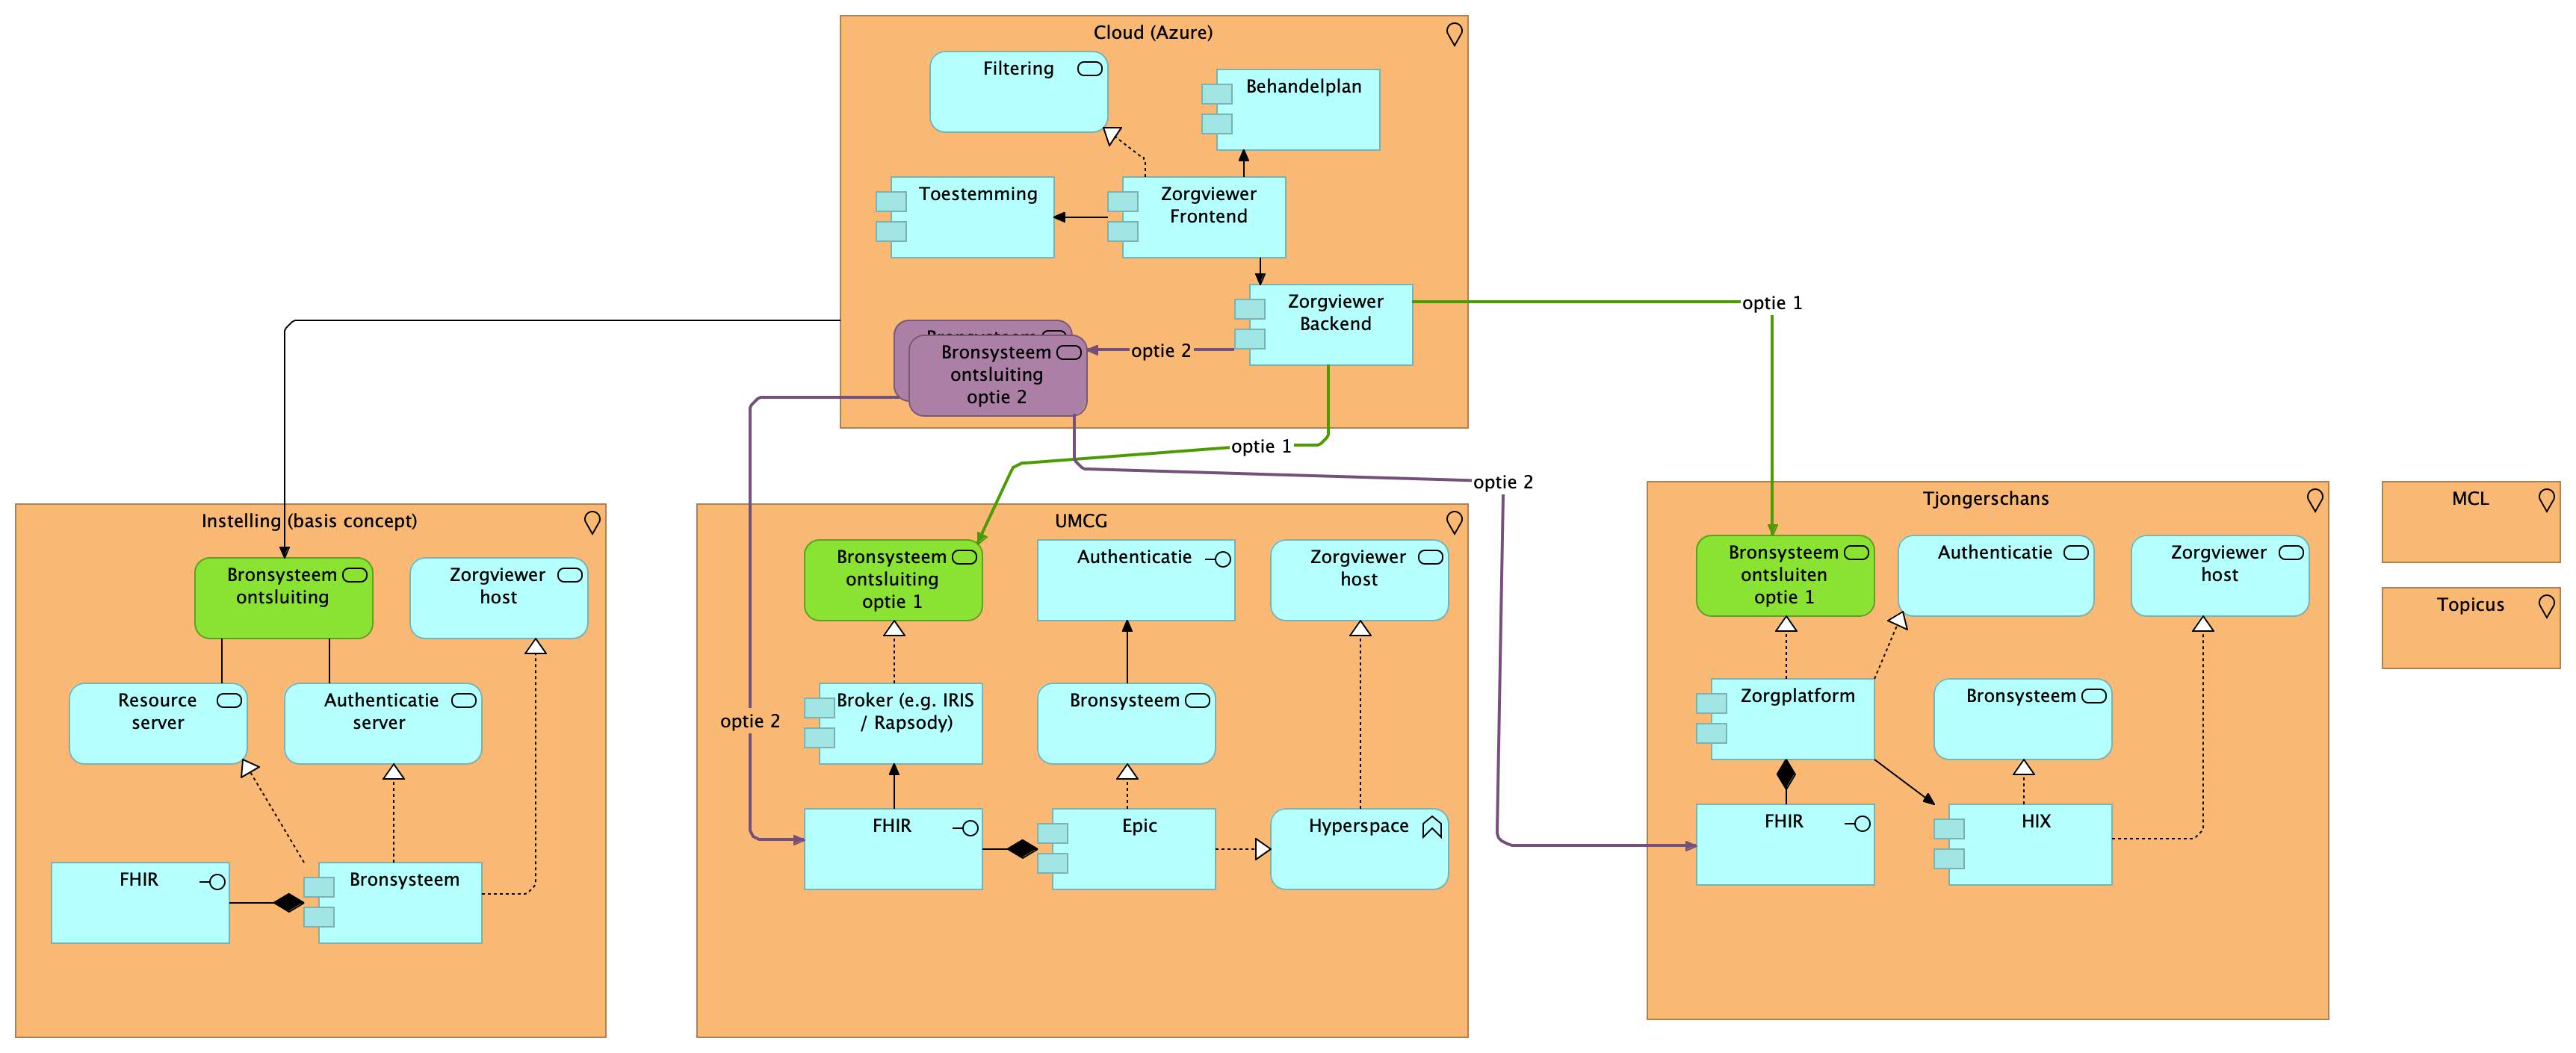 Cloud (Azure)
Filtering
Behandelplan
Toestemming
Zorgviewer
Frontend
Zorgviewer
Backend
optie 1
optie 2
Bronsysteem
Bronsysteem
ontsluiting
optie 2
optie 1
optie 2
optie 2
Instelling (basis concept)
Bronsysteem
ontsluiting
Zorgviewer
host
Resource
server
Authenticatie
server
FHIR
Bronsysteem
UMCG
Bronsysteem
ontsluiting
optie 1
Authenticatie
Zorgviewer
host
Broker (e.g. IRIS
/ Rapsody)
Bronsysteem
FHIR
Epic
Hyperspace
Tjongerschans
Bronsysteem
ontsluiten
optie 1
Authenticatie
Zorgviewer
host
Zorgplatform
Bronsysteem
FHIR
HIX
MCL
Topicus